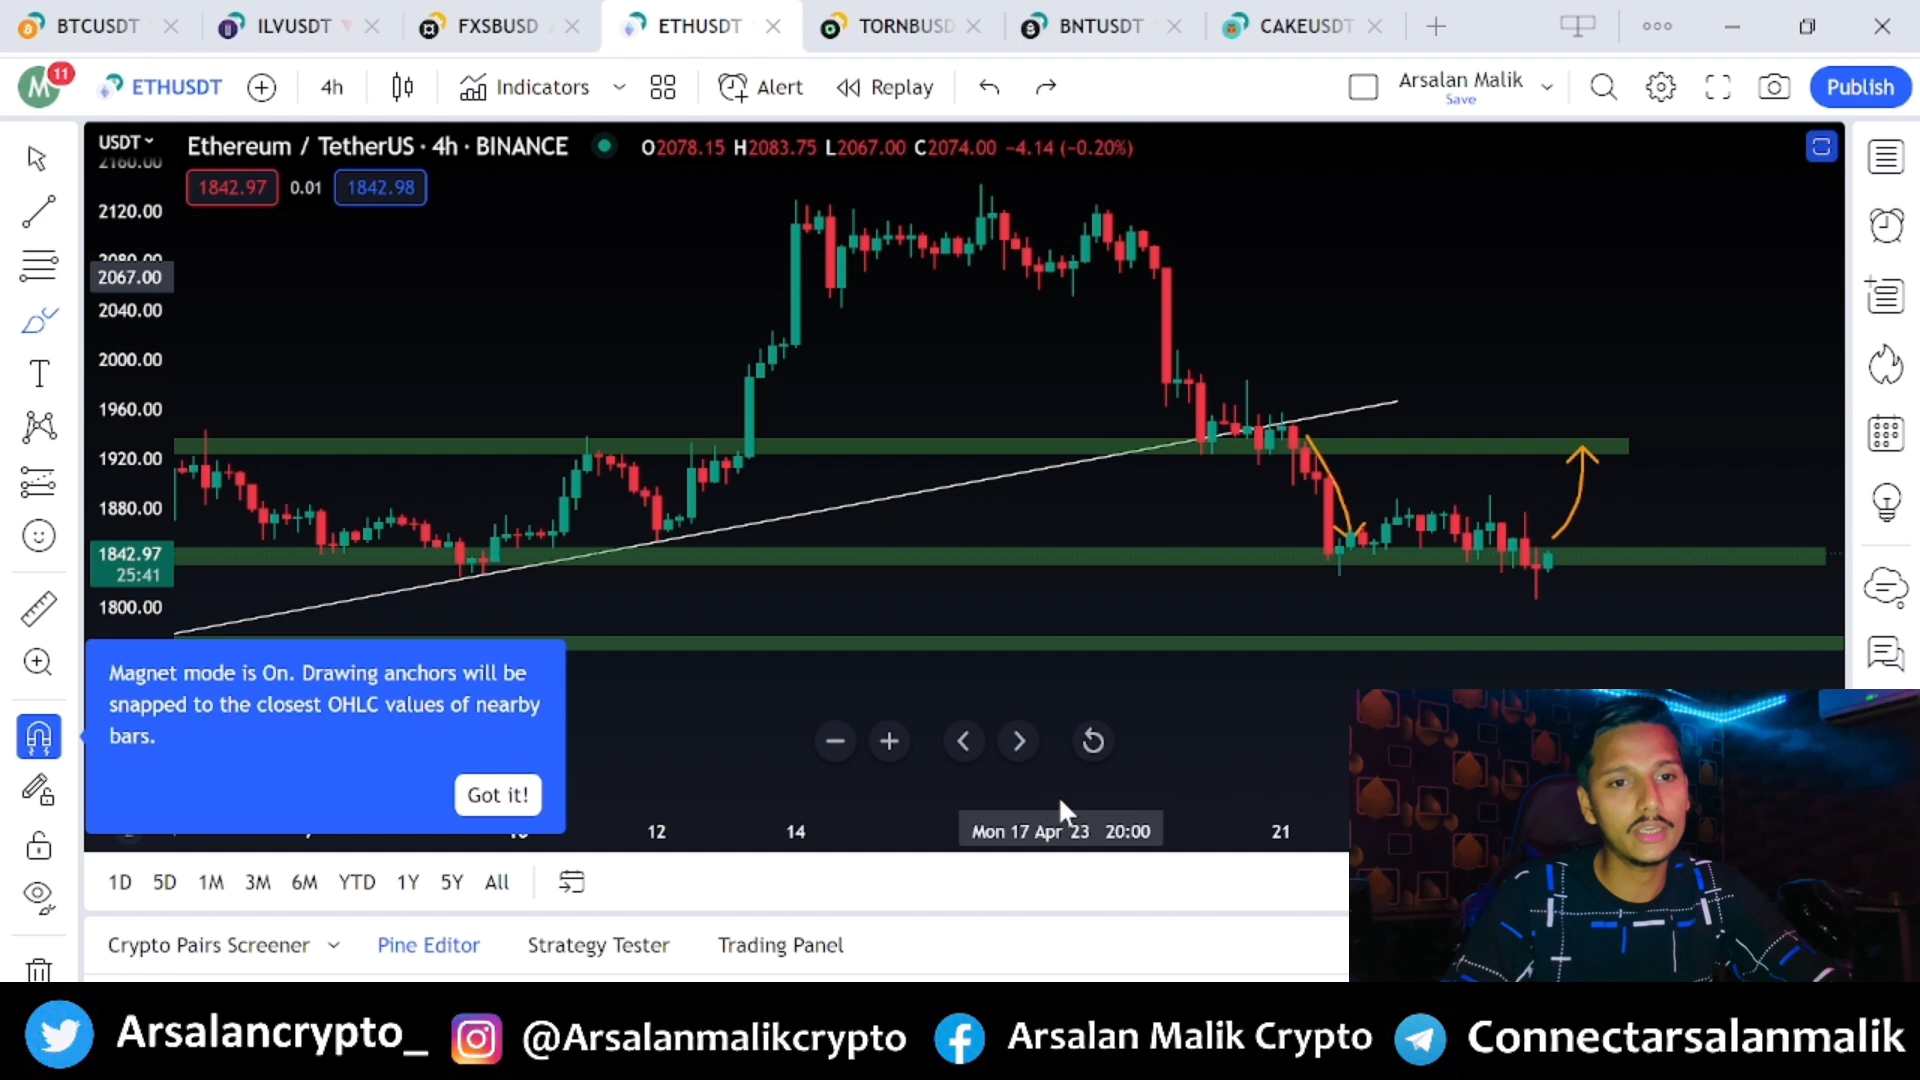 BTCUSDT
ILVUSDT
FXSBUSD
ETHUSDT
TORNBUSD
BNTUSDT
CAKEUSDT
M
11
ETHUSDT
4h
Indicators
Alert
Replay
Arsalan Malik
Save
Publish
USDT
Ethereum / TetherUS · 4h · BINANCE
O2078.15 H2083.75 L2067.00 C2074.00 −4.14 (−0.20%)
1842.97
0.01
1842.98
2160.00
2120.00
2080.00
2067.00
2040.00
2000.00
1960.00
1920.00
1880.00
1842.97
25:41
1800.00
Magnet mode is On. Drawing anchors will be
snapped to the closest OHLC values of nearby
bars.
Got it!
12
14
Mon 17 Apr '23 20:00
21
1D 5D 1M 3M 6M YTD 1Y 5Y All
Crypto Pairs Screener
Pine Editor
Strategy Tester
Trading Panel
Arsalancrypto_
@Arsalanmalikcrypto
Arsalan Malik Crypto
Connectarsalanmalik